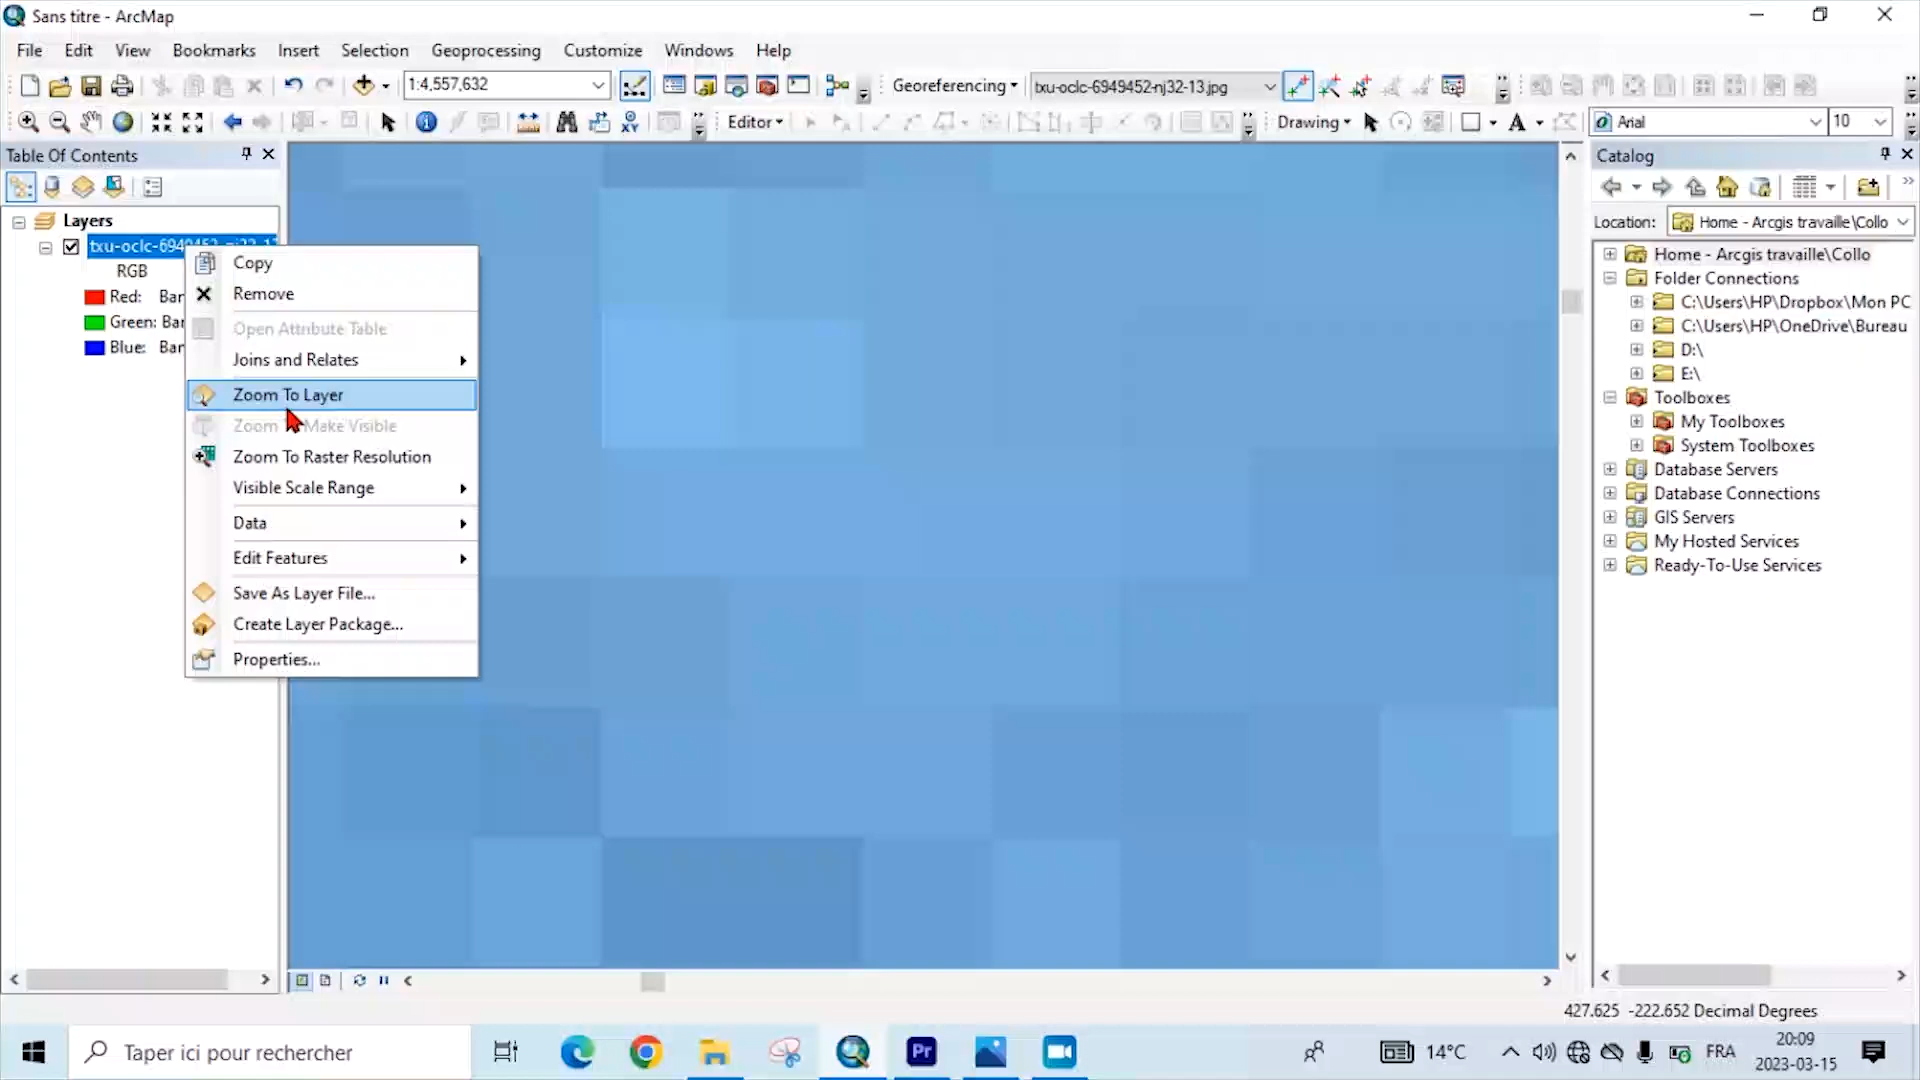 Sans titre - ArcMap
File Edit View Bookmarks Insert Selection Geoprocessing Customize Windows Help
1:4,557,632
Georeferencing
txu-oclc-6949452-nj32-13.jpg
Editor
Drawing
A
Arial
10
Table Of Contents
Layers
RGB
Red: Bar
Green: Bar
Blue: Bar
Copy
Remove
Open Attribute Table
Joins and Relates
Zoom To Layer
Zoom Make Visible
Zoom To Raster Resolution
Visible Scale Range
Data
Edit Features
Save As Layer File...
Create Layer Package...
Properties...
Catalog
Location: Home - Arcgis travaille\Collo
Home - Arcgis travaille\Collo
Folder Connections
C:\Users\HP\Dropbox\Mon PC
C:\Users\HP\OneDrive\Bureau
D:\
E:\
Toolboxes
My Toolboxes
System Toolboxes
Database Servers
Database Connections
GIS Servers
My Hosted Services
Ready-To-Use Services
427.625 -222.652 Decimal Degrees
Taper ici pour rechercher
Pr
14°C
FRA
20:09
2023-03-15